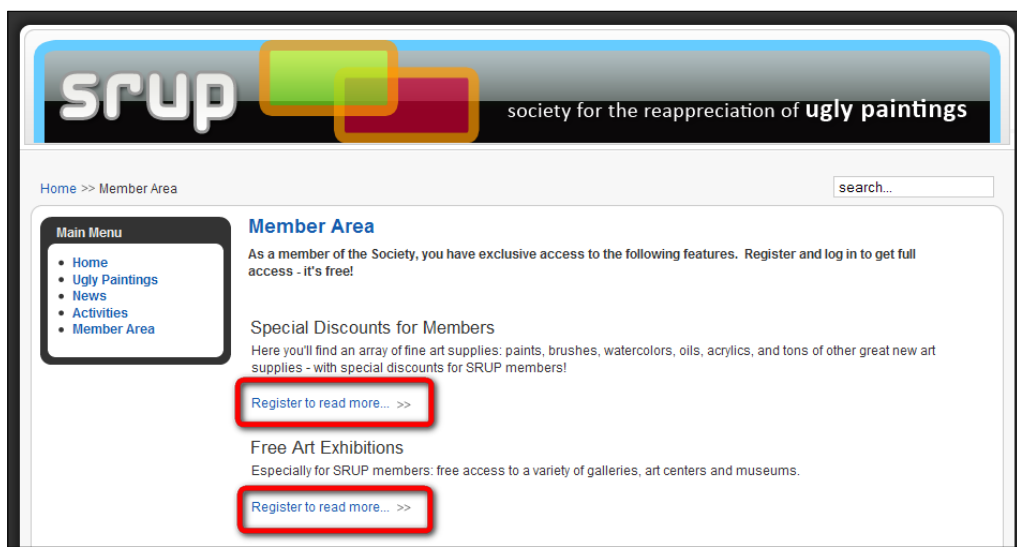 srup
society for the reappreciation of ugly paintings
Home >> Member Area
search...
Main Menu
Home
Ugly Paintings
News
Activities
Member Area
Member Area
As a member of the Society, you have exclusive access to the following features. Register and log in to get full
access - it's free!
Special Discounts for Members
Here you'll find an array of fine art supplies: paints, brushes, watercolors, oils, acrylics, and tons of other great new art
supplies - with special discounts for SRUP members!
Register to read more... >>
Free Art Exhibitions
Especially for SRUP members: free access to a variety of galleries, art centers and museums.
Register to read more... >>